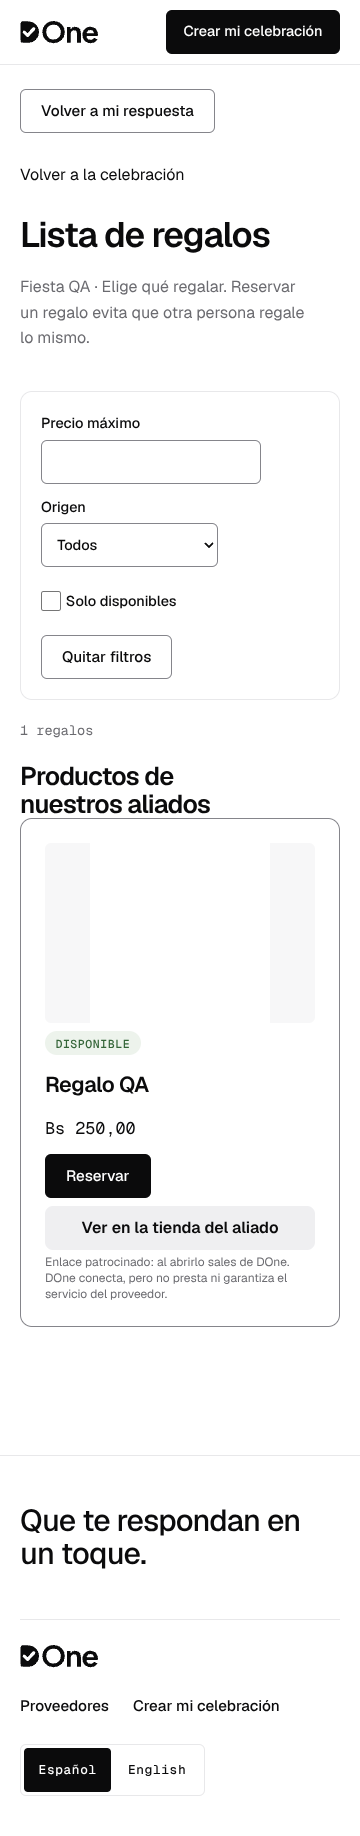 DOne
Crear mi celebración
Volver a mi respuesta
Volver a la celebración
Lista de regalos
Fiesta QA · Elige qué regalar. Reservar
un regalo evita que otra persona regale
lo mismo.
Precio máximo
Origen
Todos
Solo disponibles
Quitar filtros
1 regalos
Productos de
nuestros aliados
DISPONIBLE
Regalo QA
Bs 250,00
Reservar
Ver en la tienda del aliado
Enlace patrocinado: al abrirlo sales de DOne.
DOne conecta, pero no presta ni garantiza el
servicio del proveedor.
Que te respondan en
un toque.
DOne
Proveedores Crear mi celebración
Español English